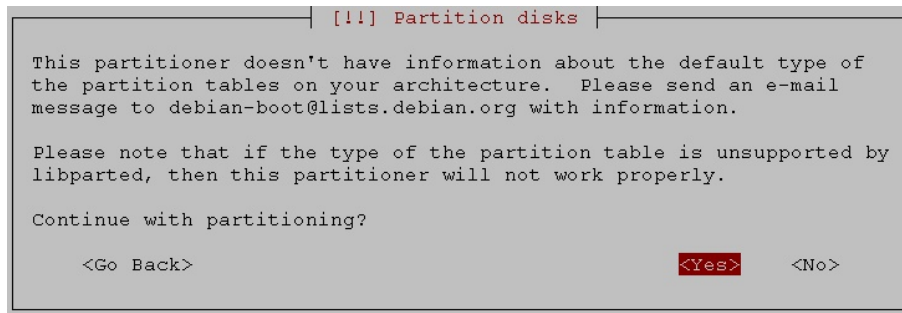 [!!] Partition disks
This partitioner doesn't have information about the default type of
the partition tables on your architecture.  Please send an e-mail
message to debian-boot@lists.debian.org with information.
Please note that if the type of the partition table is unsupported by
libparted, then this partitioner will not work properly.
Continue with partitioning?
<Go Back> <Yes> <No>